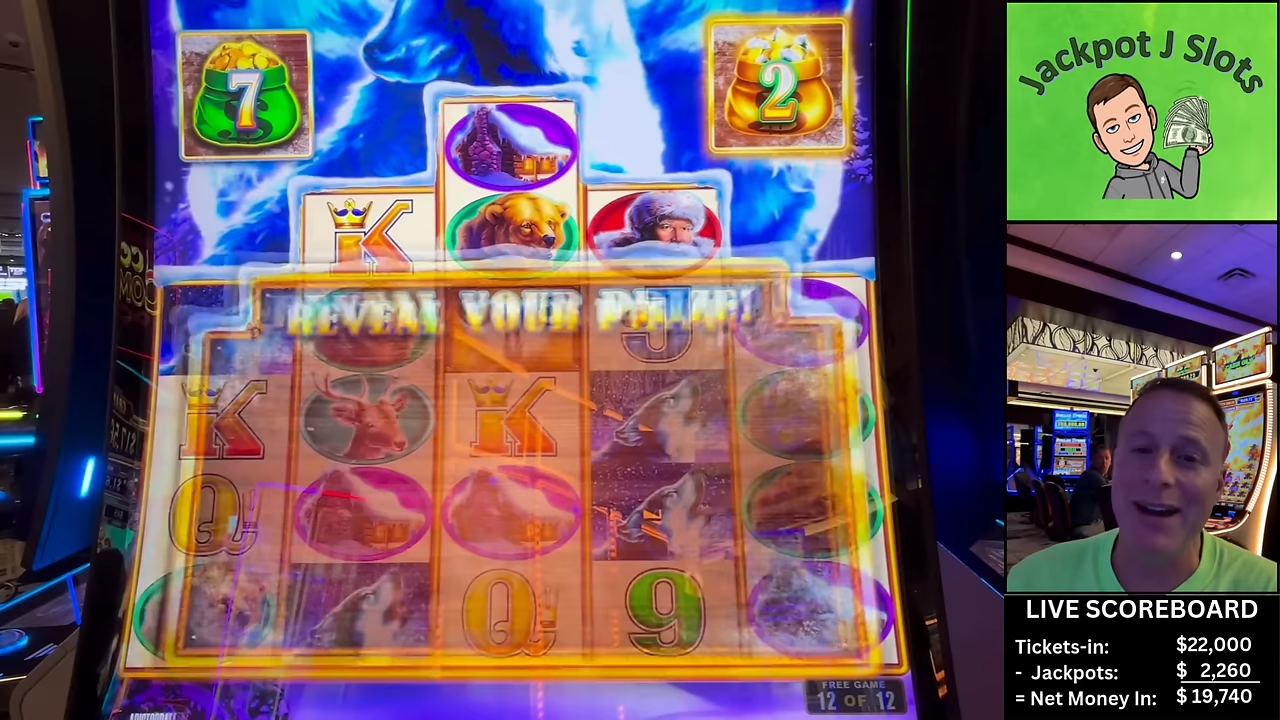 Jackpot J Slots
7
2
K
REVEAL YOUR PRIZE!
J
K
K
Q
Q
9
FREE GAME
12 OF 12
LIVE SCOREBOARD
Tickets-in: $22,000
- Jackpots: $ 2,260
= Net Money In: $ 19,740